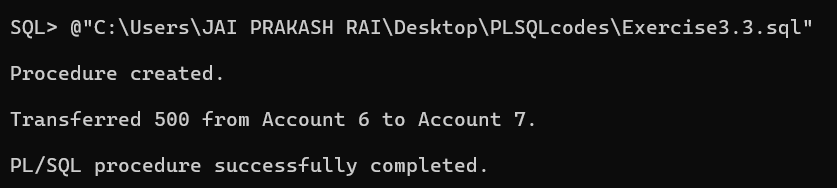 SQL> @"C:\Users\JAI PRAKASH RAI\Desktop\PLSQLcodes\Exercise3.3.sql"
Procedure created.
Transferred 500 from Account 6 to Account 7.
PL/SQL procedure successfully completed.